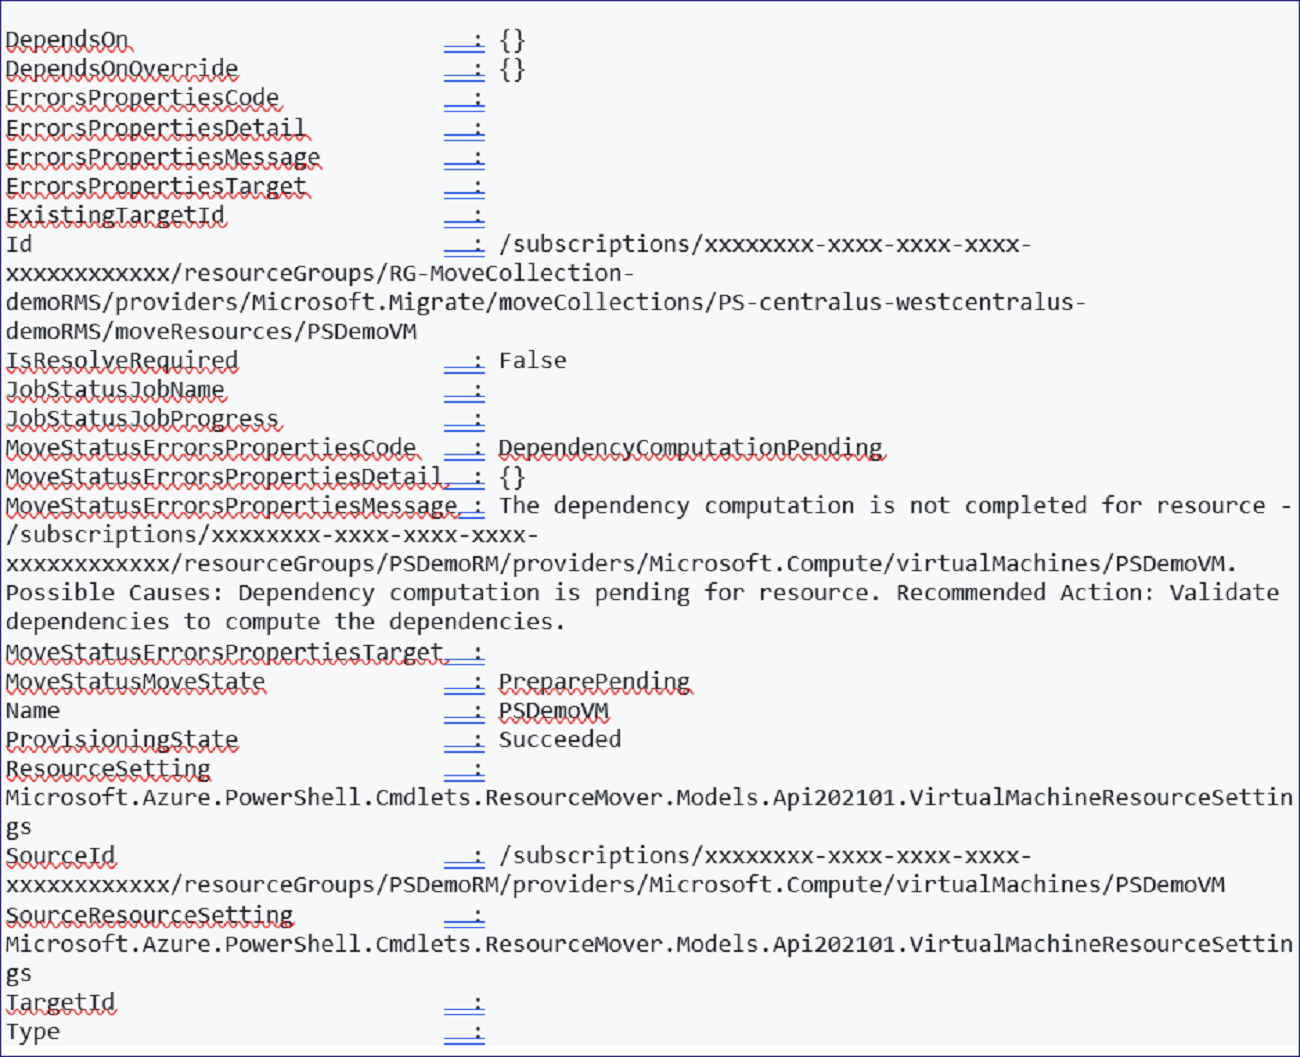 DependsOn : {}
DependsOnOverride : {}
ErrorsPropertiesCode :
ErrorsPropertiesDetail :
ErrorsPropertiesMessage :
ErrorsPropertiesTarget :
ExistingTargetId :
Id : /subscriptions/xxxxxxxx-xxxx-xxxx-xxxx-
xxxxxxxxxxxx/resourceGroups/RG-MoveCollection-
demoRMS/providers/Microsoft.Migrate/moveCollections/PS-centralus-westcentralus-
demoRMS/moveResources/PSDemoVM
IsResolveRequired : False
JobStatusJobName :
JobStatusJobProgress :
MoveStatusErrorsPropertiesCode : DependencyComputationPending
MoveStatusErrorsPropertiesDetail : {}
MoveStatusErrorsPropertiesMessage : The dependency computation is not completed for resource -
/subscriptions/xxxxxxxx-xxxx-xxxx-xxxx-
xxxxxxxxxxxx/resourceGroups/PSDemoRM/providers/Microsoft.Compute/virtualMachines/PSDemoVM.
Possible Causes: Dependency computation is pending for resource. Recommended Action: Validate
dependencies to compute the dependencies.
MoveStatusErrorsPropertiesTarget :
MoveStatusMoveState : PreparePending
Name : PSDemoVM
ProvisioningState : Succeeded
ResourceSetting :
Microsoft.Azure.PowerShell.Cmdlets.ResourceMover.Models.Api202101.VirtualMachineResourceSettin
gs
SourceId : /subscriptions/xxxxxxxx-xxxx-xxxx-xxxx-
xxxxxxxxxxxx/resourceGroups/PSDemoRM/providers/Microsoft.Compute/virtualMachines/PSDemoVM
SourceResourceSetting :
Microsoft.Azure.PowerShell.Cmdlets.ResourceMover.Models.Api202101.VirtualMachineResourceSettin
gs
TargetId :
Type :